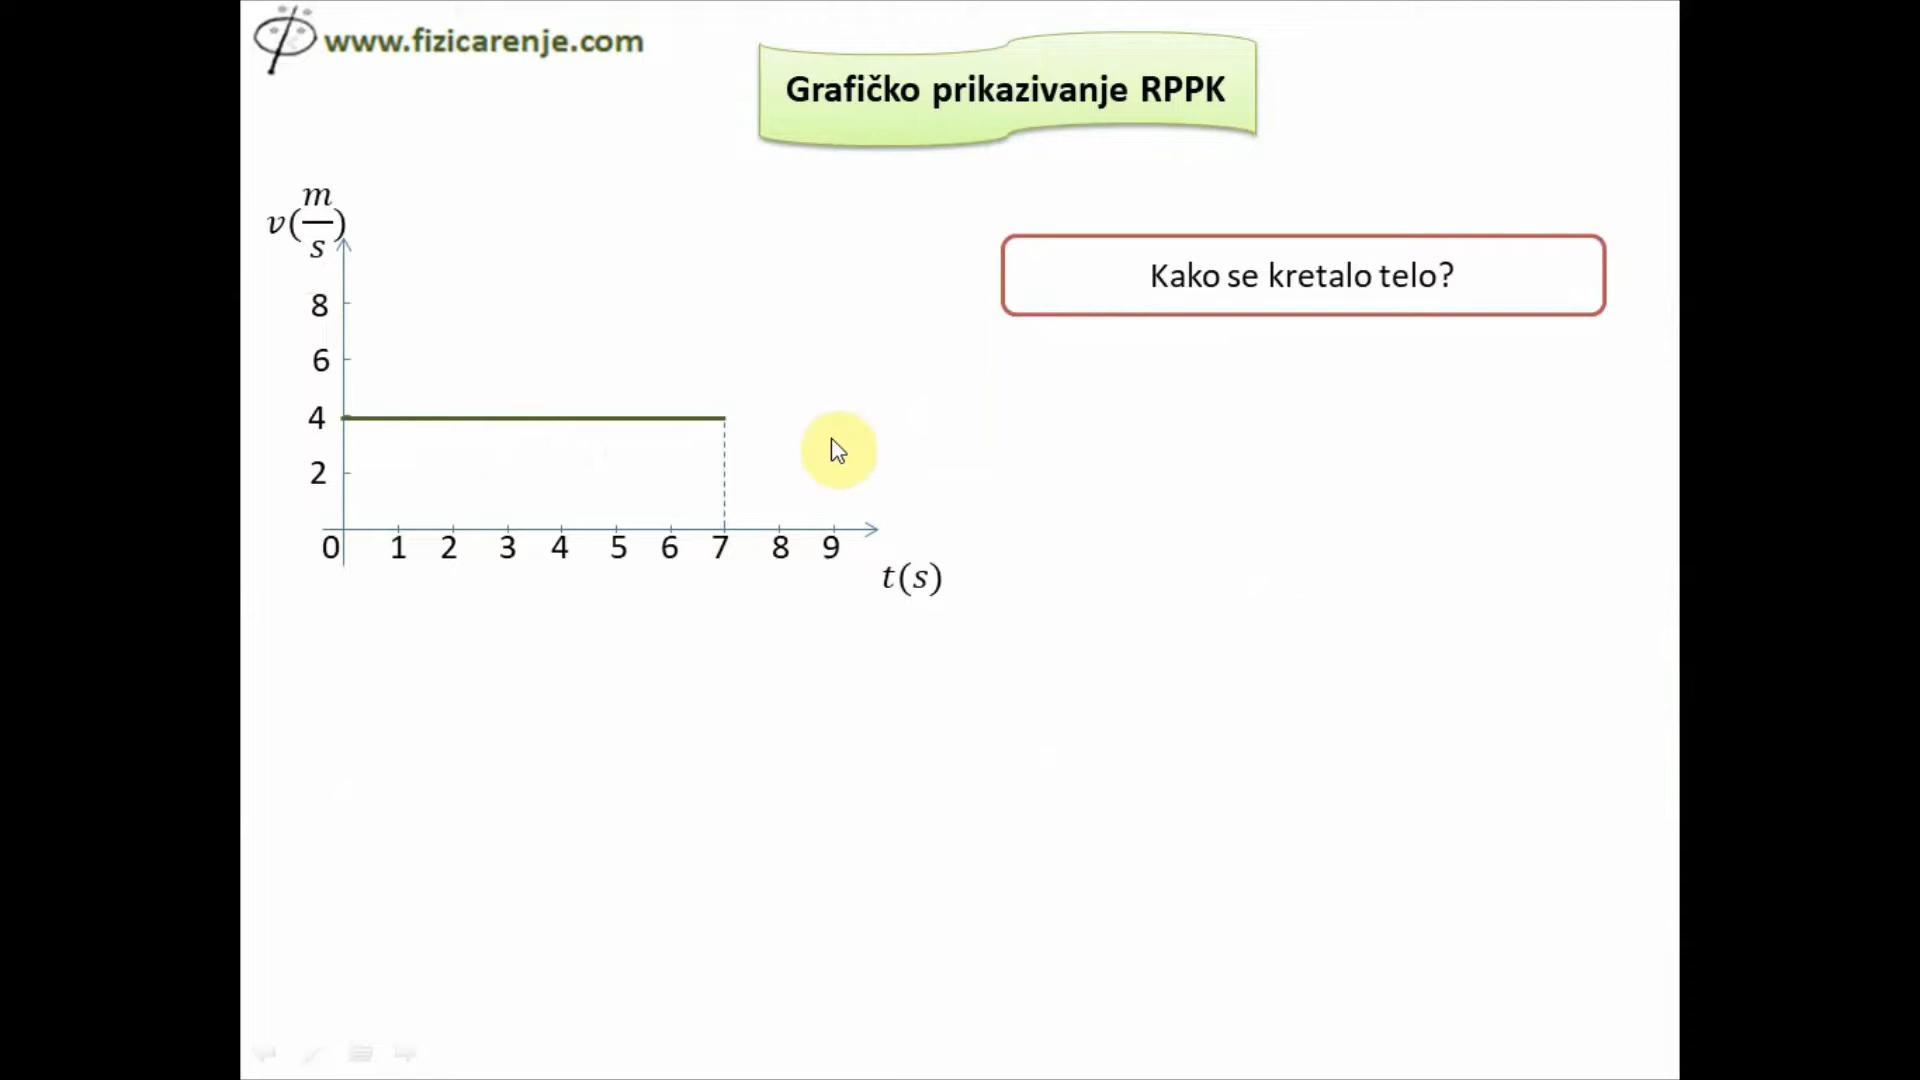 www.fizicarenje.com
Grafičko prikazivanje RPPK
v(m/s)
Kako se kretalo telo?
8
6
4
2
0 1 2 3 4 5 6 7 8 9
t(s)